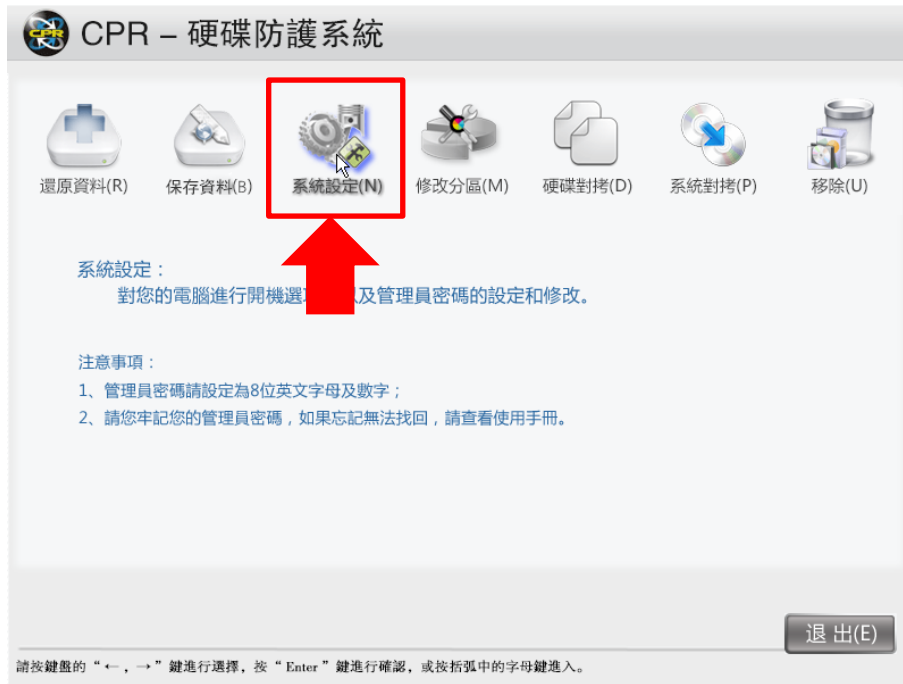 CPR
CPR – 硬碟防護系統
還原資料(R)
保存資料(B)
系統設定(N)
修改分區(M)
硬碟對拷(D)
系統對拷(P)
移除(U)
系統設定：
對您的電腦進行開機選 及管理員密碼的設定和修改。
注意事項：
1、管理員密碼請設定為8位英文字母及數字；
2、請您牢記您的管理員密碼，如果忘記無法找回，請查看使用手冊。
退 出(E)
請按鍵盤的“←，→”鍵進行選擇，按“Enter”鍵進行確認，或按括弧中的字母鍵進入。